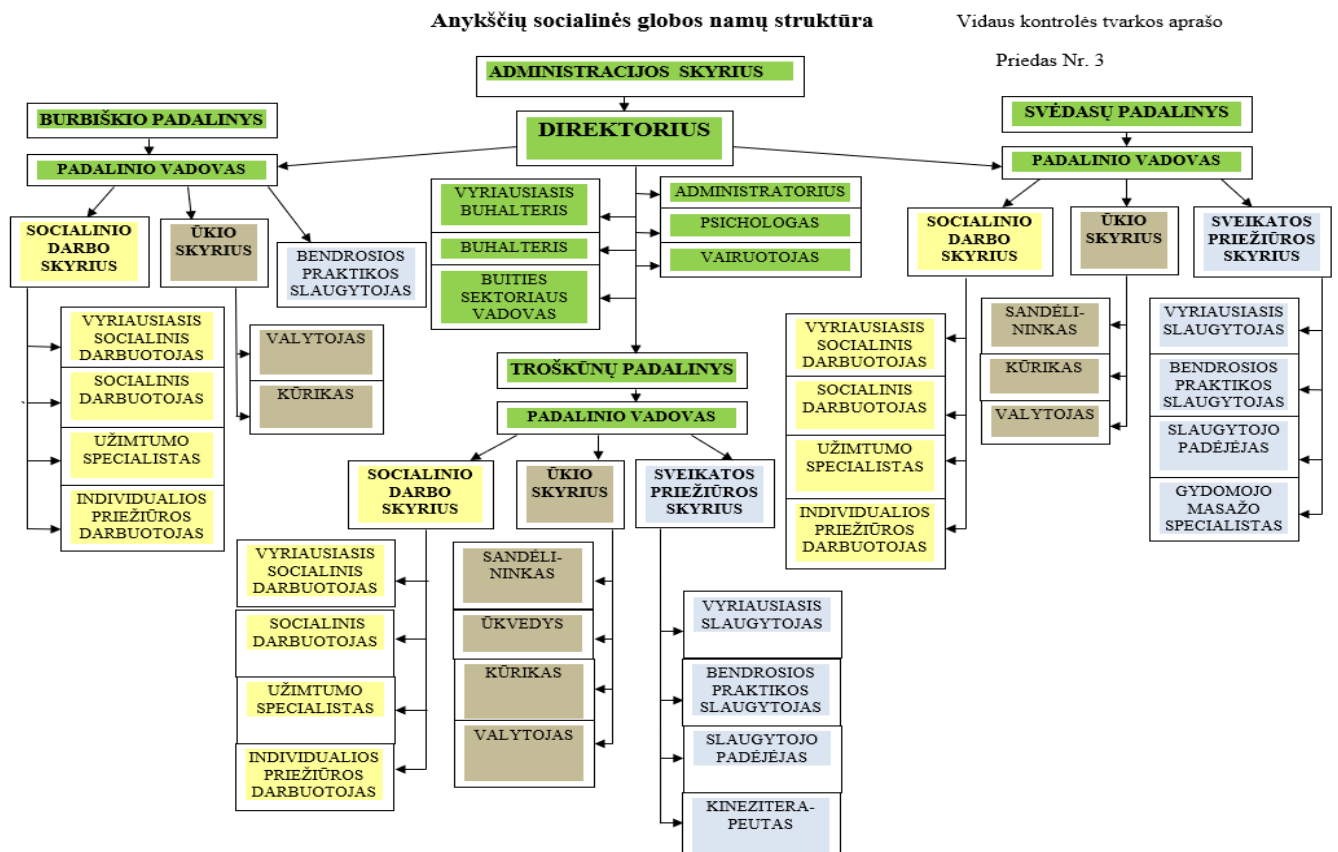 Anykščių socialinės globos namų struktūra
Vidaus kontrolės tvarkos aprašo
Priedas Nr. 3
ADMINISTRACIJOS SKYRIUS
DIREKTORIUS
BURBIŠKIO PADALINYS
PADALINIO VADOVAS
SOCIALINIO
DARBO
SKYRIUS
ŪKIO
SKYRIUS
BENDROSIOS
PRAKTIKOS
SLAUGYTOJAS
VYRIAUSIASIS
SOCIALINIS
DARBUOTOJAS
SOCIALINIS
DARBUOTOJAS
UŽIMTUMO
SPECIALISTAS
INDIVIDUALIOS
PRIEŽIŪROS
DARBUOTOJAS
VALYTOJAS
KŪRIKAS
VYRIAUSIASIS
BUHALTERIS
BUHALTERIS
BUITIES
SEKTORIAUS
VADOVAS
ADMINISTRATORIUS
PSICHOLOGAS
VAIRUOTOJAS
TROŠKŪNŲ PADALINYS
PADALINIO VADOVAS
SOCIALINIO
DARBO
SKYRIUS
ŪKIO
SKYRIUS
SVEIKATOS
PRIEŽIŪROS
SKYRIUS
VYRIAUSIASIS
SOCIALINIS
DARBUOTOJAS
SOCIALINIS
DARBUOTOJAS
UŽIMTUMO
SPECIALISTAS
INDIVIDUALIOS
PRIEŽIŪROS
DARBUOTOJAS
SANDĖLI-
NINKAS
ŪKVEDYS
KŪRIKAS
VALYTOJAS
VYRIAUSIASIS
SLAUGYTOJAS
BENDROSIOS
PRAKTIKOS
SLAUGYTOJAS
SLAUGYTOJO
PADĖJĖJAS
KINEZITERA-
PEUTAS
SVĖDASŲ PADALINYS
PADALINIO VADOVAS
SOCIALINIO
DARBO
SKYRIUS
ŪKIO
SKYRIUS
SVEIKATOS
PRIEŽIŪROS
SKYRIUS
VYRIAUSIASIS
SOCIALINIS
DARBUOTOJAS
SOCIALINIS
DARBUOTOJAS
UŽIMTUMO
SPECIALISTAS
INDIVIDUALIOS
PRIEŽIŪROS
DARBUOTOJAS
SANDĖLI-
NINKAS
KŪRIKAS
VALYTOJAS
VYRIAUSIASIS
SLAUGYTOJAS
BENDROSIOS
PRAKTIKOS
SLAUGYTOJAS
SLAUGYTOJO
PADĖJĖJAS
GYDOMOJO
MASAŽO
SPECIALISTAS